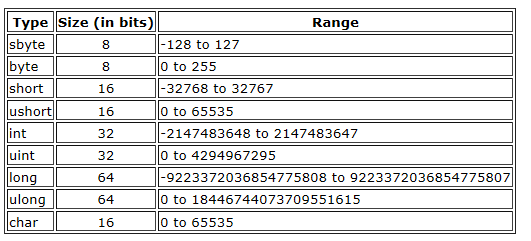 Type Size (in bits) Range
sbyte 8 -128 to 127
byte 8 0 to 255
short 16 -32768 to 32767
ushort 16 0 to 65535
int 32 -2147483648 to 2147483647
uint 32 0 to 4294967295
long 64 -9223372036854775808 to 9223372036854775807
ulong 64 0 to 18446744073709551615
char 16 0 to 65535